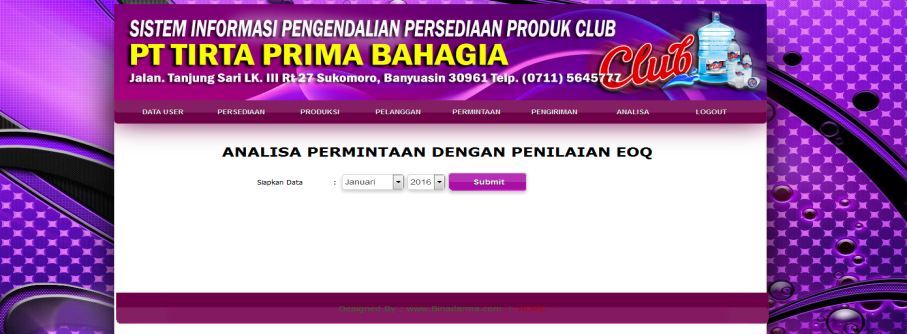 SISTEM INFORMASI PENGENDALIAN PERSEDIAAN PRODUK CLUB
PT TIRTA PRIMA BAHAGIA
Jalan. Tanjung Sari LK. III Rt 27 Sukomoro, Banyuasin 30961 Telp. (0711) 5645777
Club
DATA USER PERSEDIAAN PRODUKSI PELANGGAN PERMINTAAN PENGIRIMAN ANALISA LOGOUT
ANALISA PERMINTAAN DENGAN PENILAIAN EOQ
Siapkan Data : Januari 2016 Submit
Designed By : www.Binadarma.com |